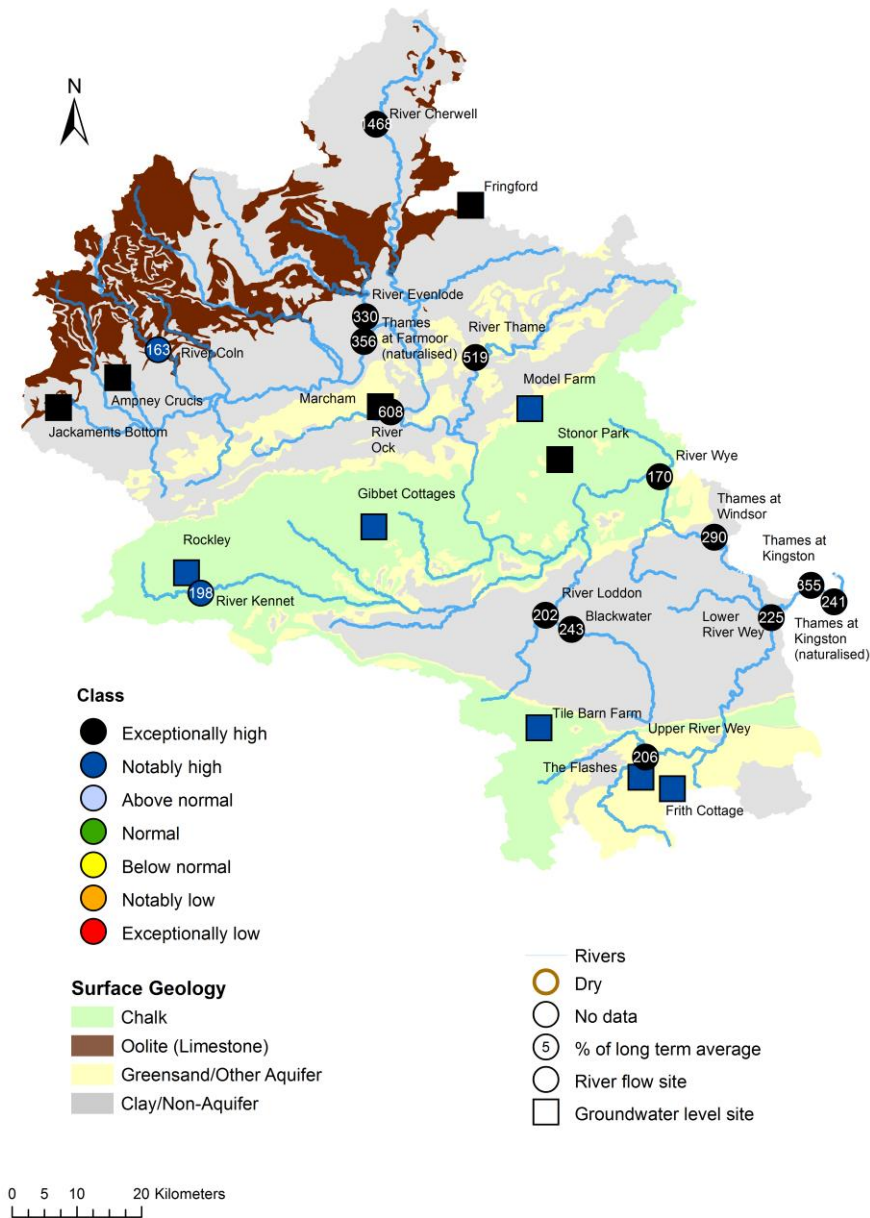 N
1468
River Cherwell
Fringford
River Evenlode
330
Thames
at Farmoor
(naturalised)
356
River Thame
519
163
River Coln
Model Farm
Ampney Crucis
Marcham
Jackaments Bottom
608
River
Ock
Stonor Park
River Wye
170
Gibbet Cottages
Thames at
Windsor
290
Rockley
Thames at
Kingston
355
198
River Kennet
River Loddon
202
Blackwater
243
Lower
River Wey
225
241
Thames at
Kingston
(naturalised)
Tile Barn Farm
Upper River Wey
206
The Flashes
Frith Cottage
Class
Exceptionally high
Notably high
Above normal
Normal
Below normal
Notably low
Exceptionally low
Surface Geology
Chalk
Oolite (Limestone)
Greensand/Other Aquifer
Clay/Non-Aquifer
Rivers
Dry
No data
5 % of long term average
River flow site
Groundwater level site
0 5 10 20 Kilometers